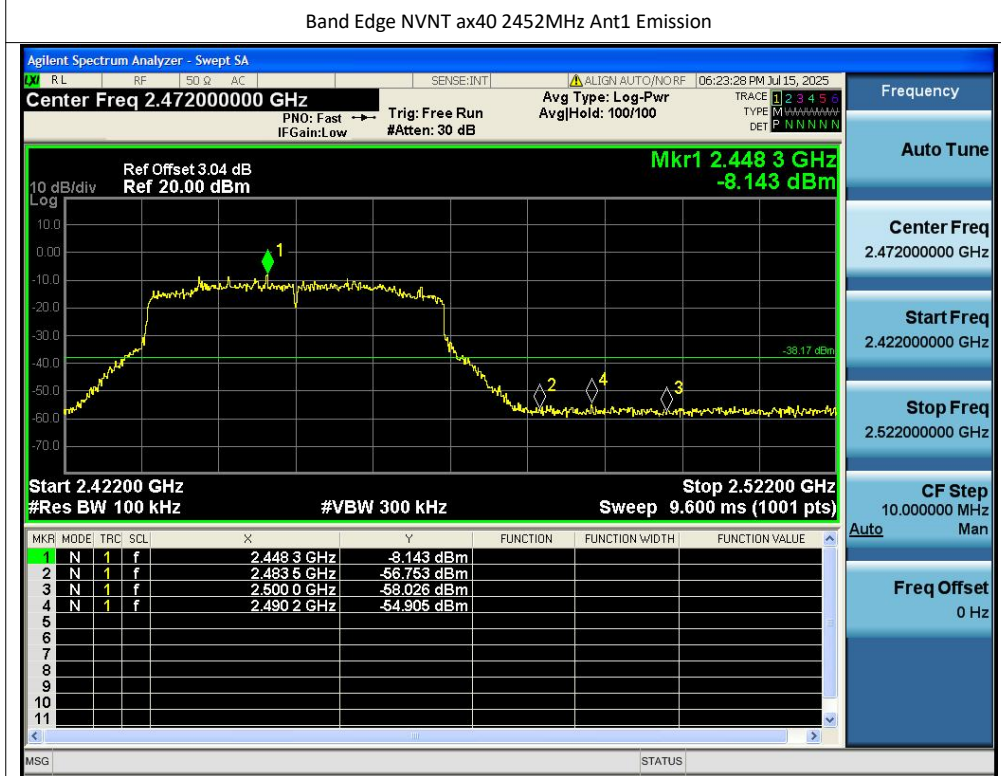 Band Edge NVNT ax40 2452MHz Ant1 Emission
Agilent Spectrum Analyzer - Swept SA
LXI RL RF 50 Ω AC SENSE:INT ALIGN AUTO/NO RF 06:23:28 PM Jul 15, 2025
Center Freq 2.472000000 GHz
PNO: Fast Trig: Free Run
IFGain:Low #Atten: 30 dB
Avg Type: Log-Pwr
Avg|Hold: 100/100
TRACE 1 2 3 4 5 6
TYPE M WWWWW
DET P N N N N N
Mkr1 2.448 3 GHz
-8.143 dBm
Ref Offset 3.04 dB
10 dB/div Ref 20.00 dBm
Log
10.0
0.00
-10.0
-20.0
-30.0
-40.0
-50.0
-60.0
-70.0
1
2
4
3
-38.17 dBm
Start 2.42200 GHz Stop 2.52200 GHz
#Res BW 100 kHz #VBW 300 kHz Sweep 9.600 ms (1001 pts)
MKR MODE TRC SCL X Y FUNCTION FUNCTION WIDTH FUNCTION VALUE
1 N 1 f 2.448 3 GHz -8.143 dBm
2 N 1 f 2.483 5 GHz -56.753 dBm
3 N 1 f 2.500 0 GHz -58.026 dBm
4 N 1 f 2.490 2 GHz -54.905 dBm
5
6
7
8
9
10
11
MSG STATUS
Frequency
Auto Tune
Center Freq
2.472000000 GHz
Start Freq
2.422000000 GHz
Stop Freq
2.522000000 GHz
CF Step
10.000000 MHz
Auto Man
Freq Offset
0 Hz